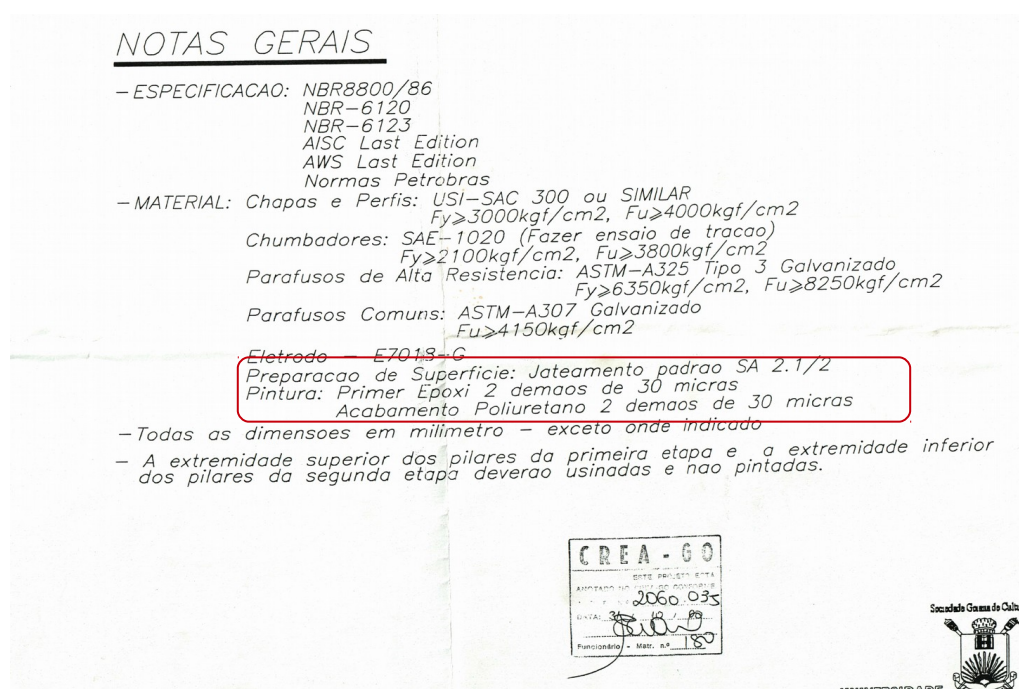 NOTAS GERAIS
-ESPECIFICACAO: NBR8800/86
NBR-6120
NBR-6123
AISC Last Edition
AWS Last Edition
Normas Petrobras
-MATERIAL: Chapas e Perfis: USI-SAC 300 ou SIMILAR
Fy⩾3000kgf/cm2, Fu⩾4000kgf/cm2
Chumbadores: SAE-1020 (Fazer ensaio de tracao)
Fy⩾2100kgf/cm2, Fu⩾3800kgf/cm2
Parafusos de Alta Resistencia: ASTM-A325 Tipo 3 Galvanizado
Fy⩾6350kgf/cm2, Fu⩾8250kgf/cm2
Parafusos Comuns: ASTM-A307 Galvanizado
Fu⩾4150kgf/cm2
Eletrodo - E7018-G
Preparacao de Superficie: Jateamento padrao SA 2.1/2
Pintura: Primer Epoxi 2 demaos de 30 micras
Acabamento Poliuretano 2 demaos de 30 micras
-Todas as dimensoes em milimetro - exceto onde indicado
- A extremidade superior dos pilares da primeira etapa e a extremidade inferior
dos pilares da segunda etapa deverao usinadas e nao pintadas.
CREA-GO
ESTE PROJETO ESTA
2060.035
DATA:
Funcionário - Matr. n.º 180
Sociedade Goiana de Cultu